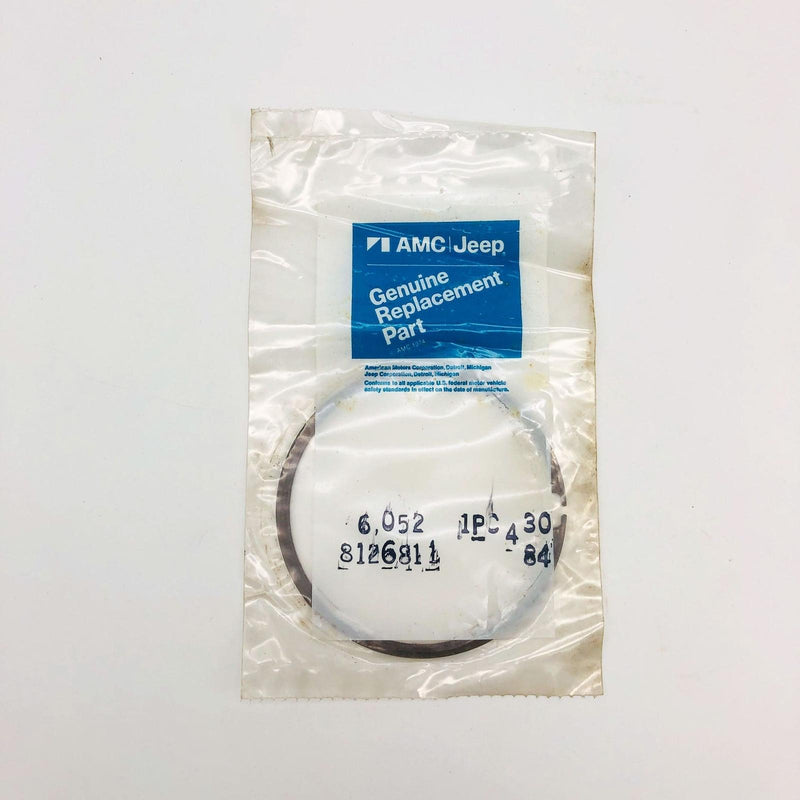 AMC | Jeep
Genuine
Replacement
Part
AMC 1974
American Motors Corporation, Detroit, Michigan
Jeep Corporation, Detroit, Michigan
Conforms to all applicable U.S. federal motor vehicle
safety standards in effect on the date of manufacture.
6,052 1PC 4 30
8126811 84